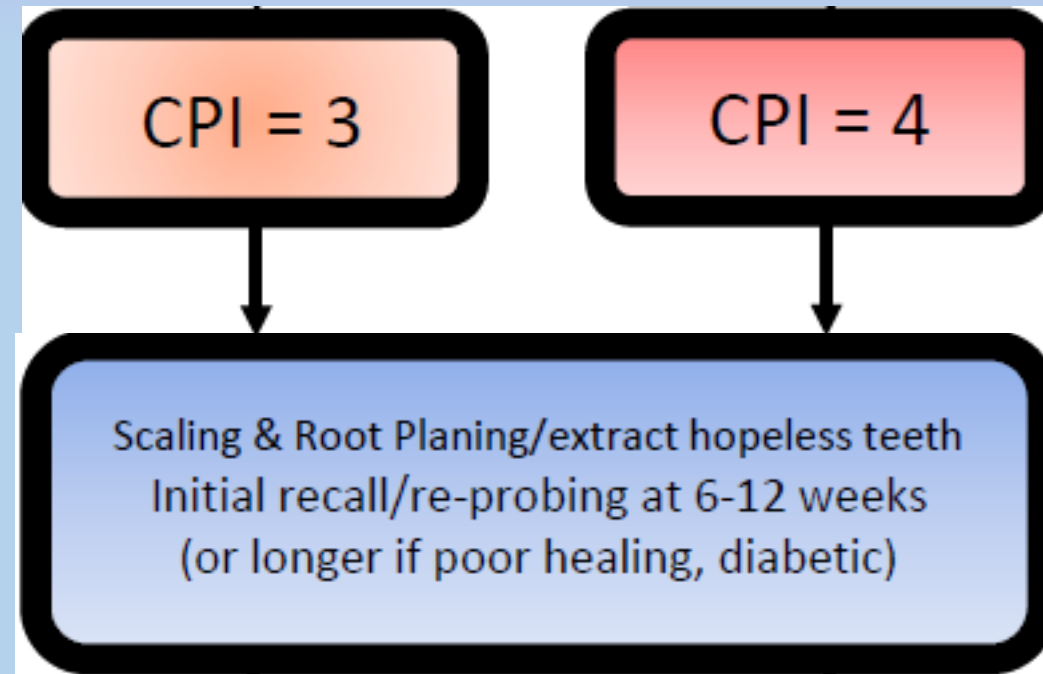 CPI = 3
CPI = 4
Scaling & Root Planing/extract hopeless teeth
Initial recall/re-probing at 6-12 weeks
(or longer if poor healing, diabetic)